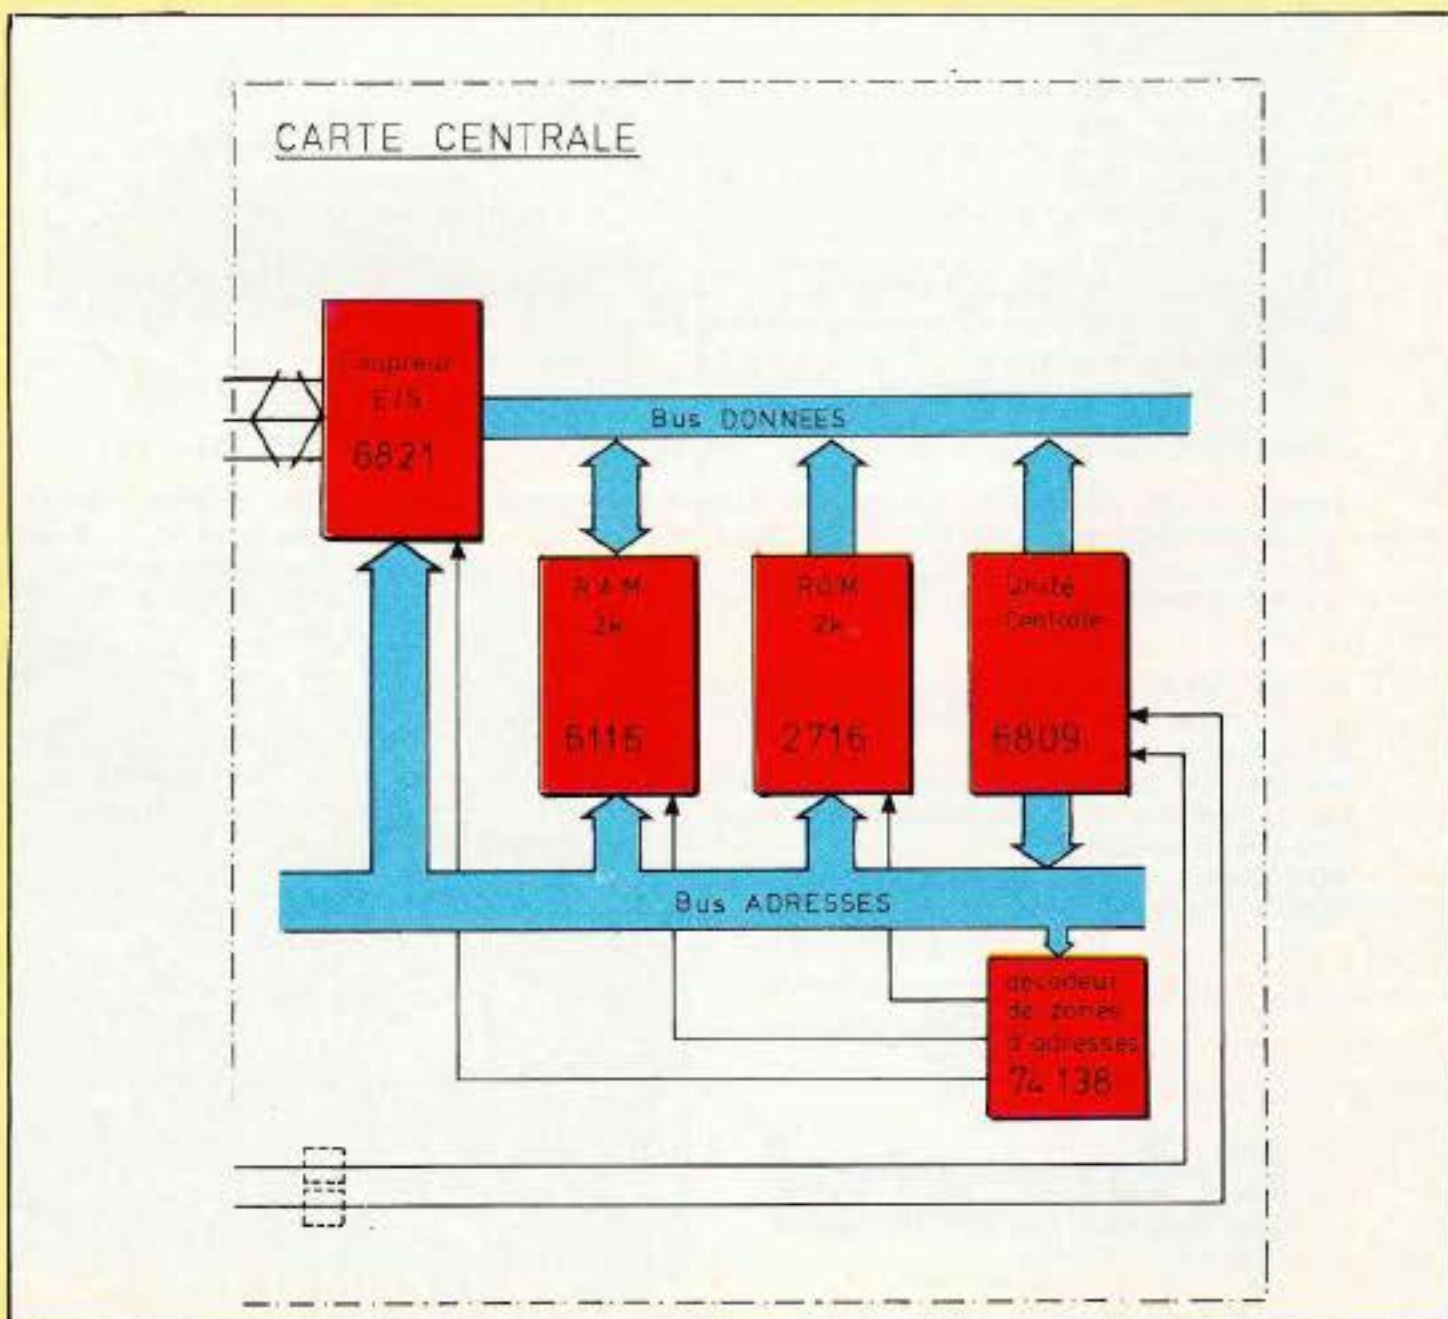 CARTE CENTRALE
Coupleur
E/S
6821
Bus DONNEES
RAM
2k
6116
ROM
2k
2716
Unité
Centrale
6809
Bus ADRESSES
décodeur
de zones
d'adresses
74 138